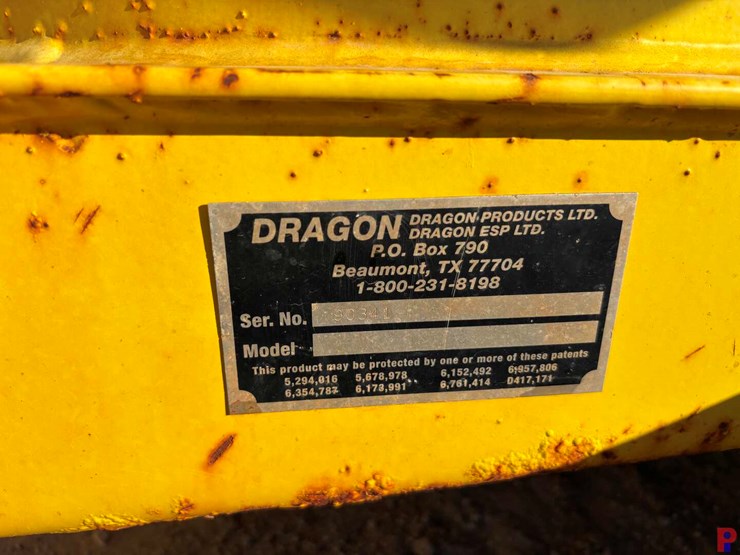 DRAGON DRAGON PRODUCTS LTD.
DRAGON ESP LTD.
P.O. Box 790
Beaumont, TX 77704
1-800-231-8198
Ser. No.
Model
This product may be protected by one or more of these patents
5,294,016 5,678,978 6,152,492 6,957,806
6,354,787 6,173,991 6,761,414 0417,171